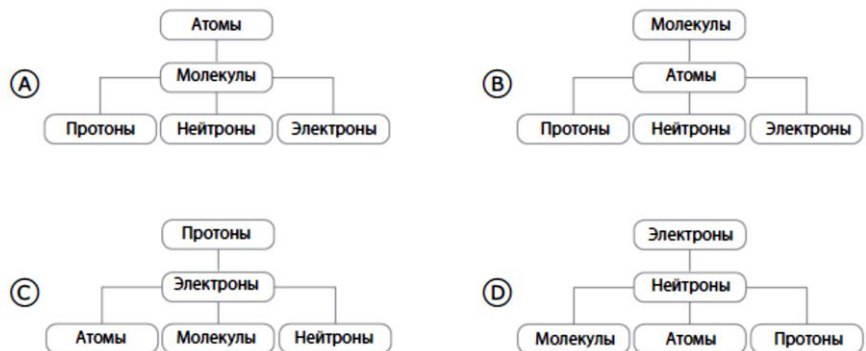 Атомы
Молекулы
A
Молекулы
Атомы
B
Протоны Нейтроны Электроны
Протоны Нейтроны Электроны
Протоны
Электроны
C
Электроны
Нейтроны
D
Атомы Молекулы Нейтроны
Молекулы Атомы Протоны